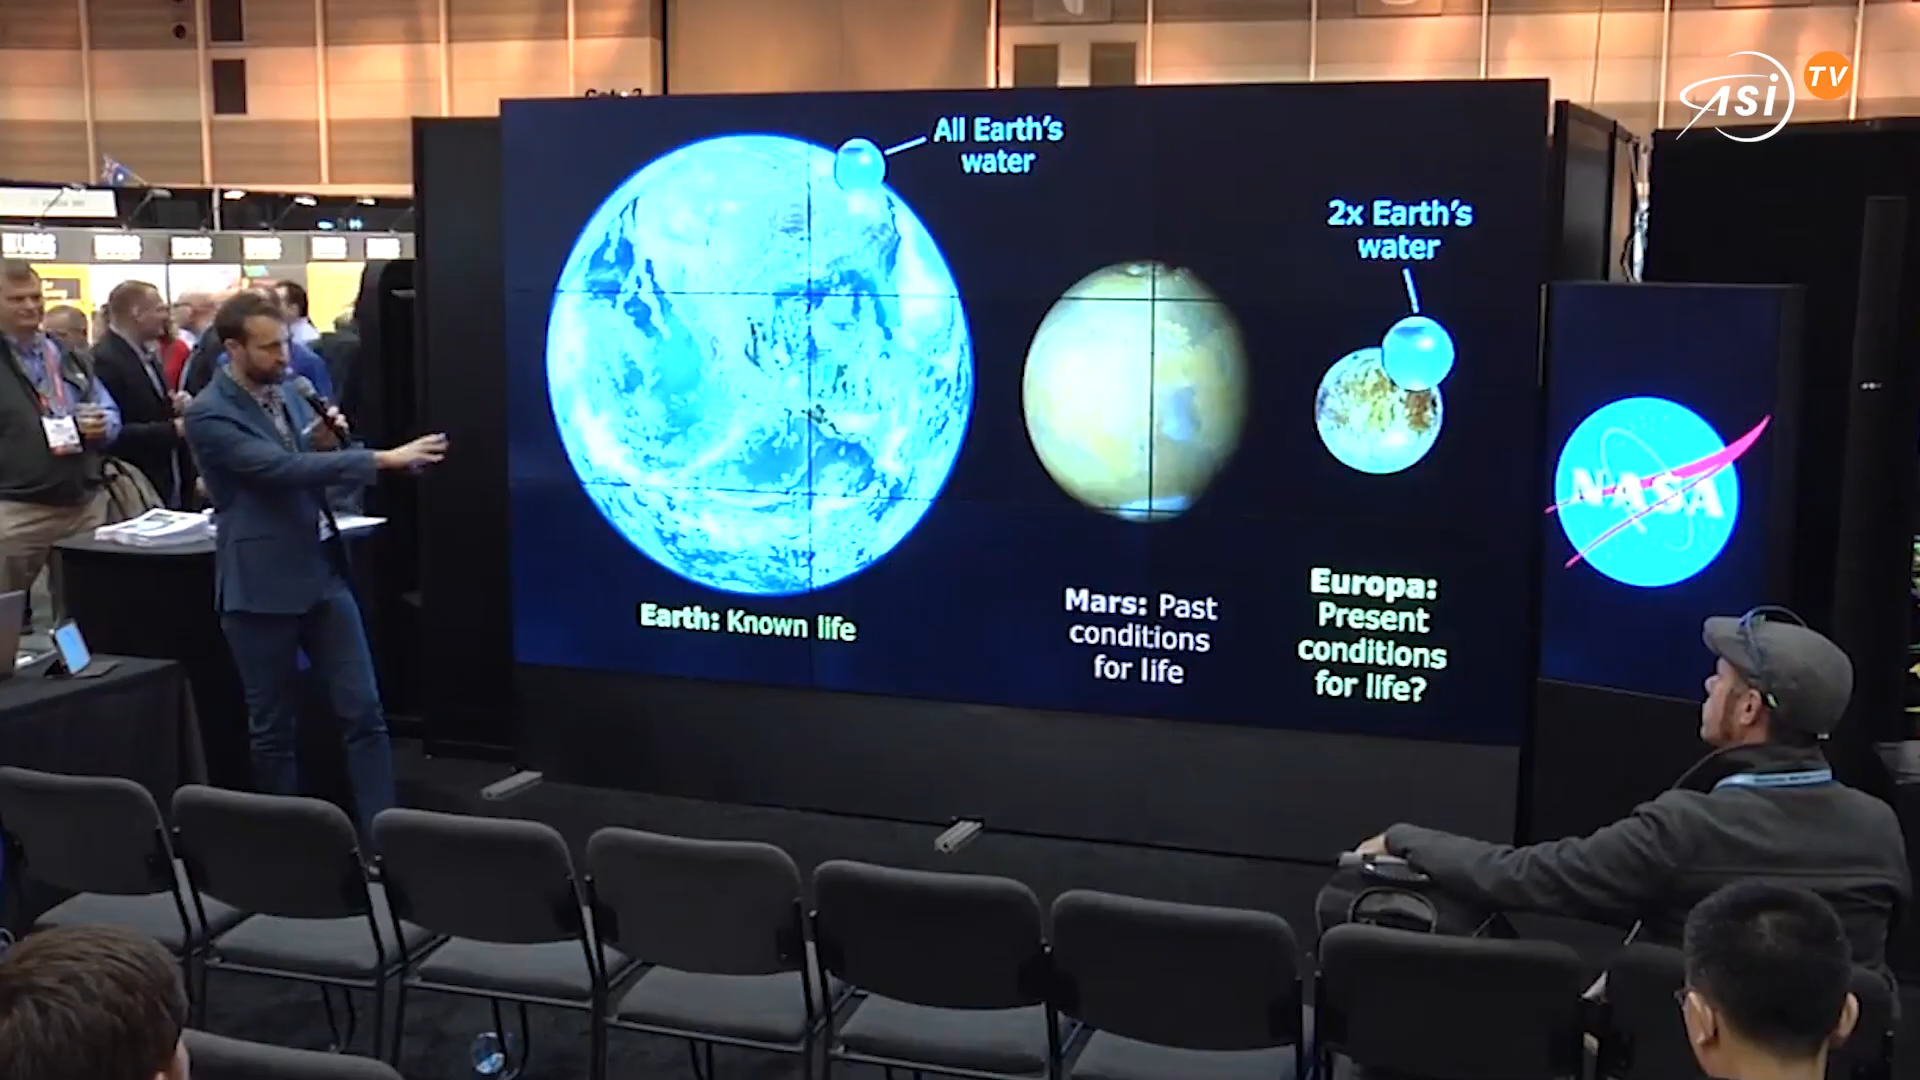 ASi TV
All Earth's
water
2x Earth's
water
NASA
Earth: Known life
Mars: Past
conditions
for life
Europa:
Present
conditions
for life?